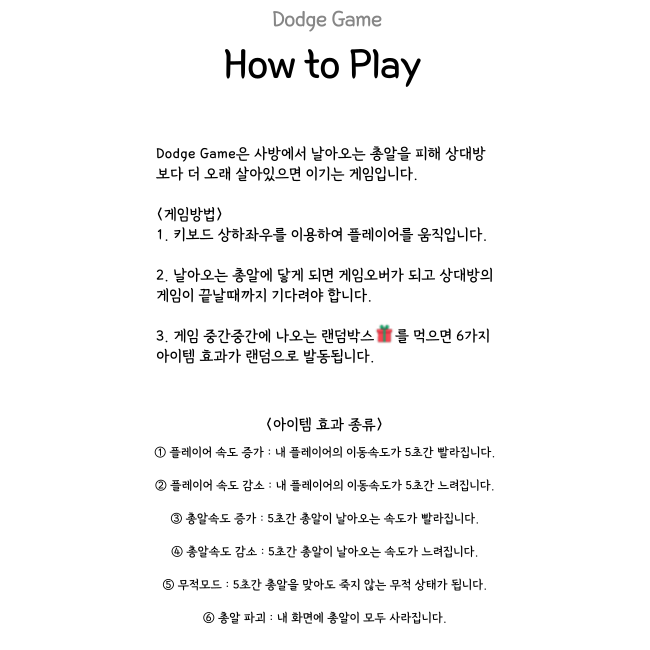 Dodge Game
How to Play
Dodge Game은 사방에서 날아오는 총알을 피해 상대방
보다 더 오래 살아있으면 이기는 게임입니다.
<게임방법>
1. 키보드 상하좌우를 이용하여 플레이어를 움직입니다.
2. 날아오는 총알에 닿게 되면 게임오버가 되고 상대방의
게임이 끝날때까지 기다려야 합니다.
3. 게임 중간중간에 나오는 랜덤박스🎁를 먹으면 6가지
아이템 효과가 랜덤으로 발동됩니다.
<아이템 효과 종류>
① 플레이어 속도 증가 : 내 플레이어의 이동속도가 5초간 빨라집니다.
② 플레이어 속도 감소 : 내 플레이어의 이동속도가 5초간 느려집니다.
③ 총알속도 증가 : 5초간 총알이 날아오는 속도가 빨라집니다.
④ 총알속도 감소 : 5초간 총알이 날아오는 속도가 느려집니다.
⑤ 무적모드 : 5초간 총알을 맞아도 죽지 않는 무적 상태가 됩니다.
⑥ 총알 파괴 : 내 화면에 총알이 모두 사라집니다.